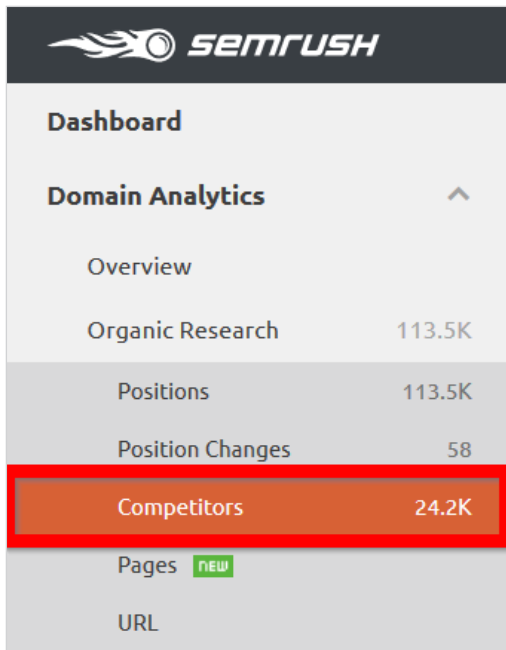 semrush
Dashboard
Domain Analytics
Overview
Organic Research 113.5K
Positions 113.5K
Position Changes 58
Competitors 24.2K
Pages new
URL